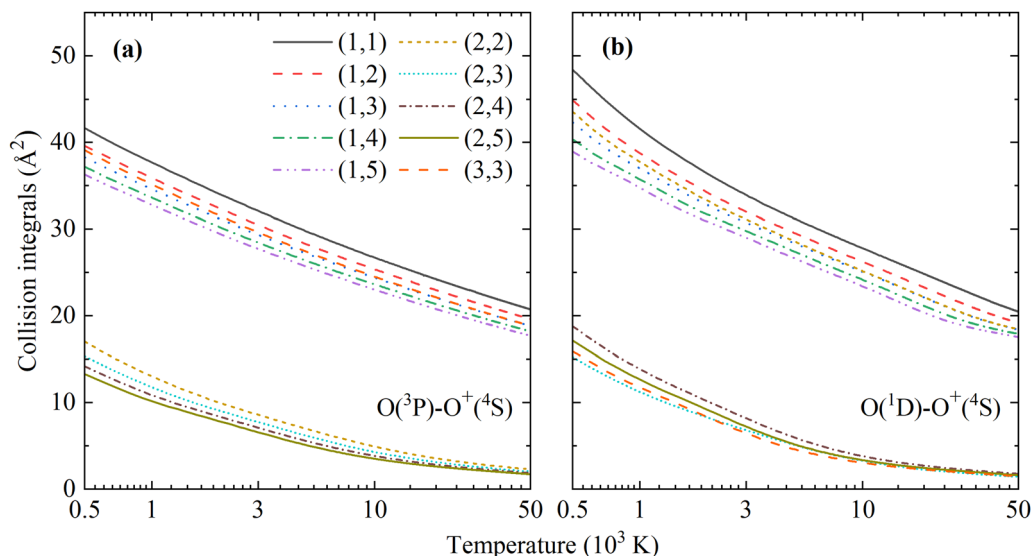 Collision integrals (Å²)
50
40
30
20
10
0
(a)
(1,1)
(1,2)
(1,3)
(1,4)
(1,5)
(2,2)
(2,3)
(2,4)
(2,5)
(3,3)
O(³P)-O⁺(⁴S)
0.5 1 3 10 50
(b)
O(¹D)-O⁺(⁴S)
0.5 1 3 10 50
Temperature (10³ K)